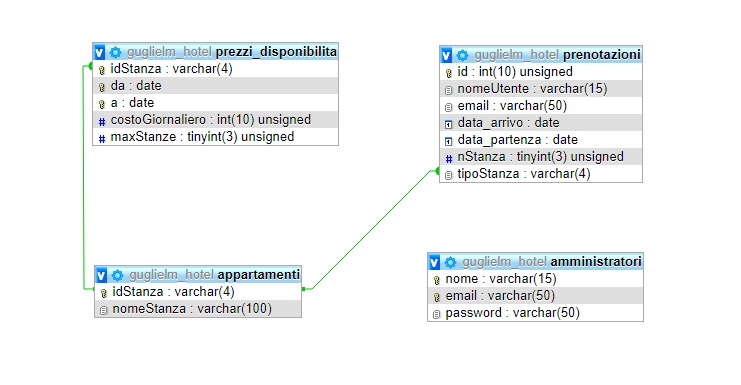 guglielm_hotel prezzi_disponibilita
idStanza : varchar(4)
da : date
a : date
costoGiornaliero : int(10) unsigned
maxStanze : tinyint(3) unsigned
guglielm_hotel prenotazioni
id : int(10) unsigned
nomeUtente : varchar(15)
email : varchar(50)
data_arrivo : date
data_partenza : date
nStanza : tinyint(3) unsigned
tipoStanza : varchar(4)
guglielm_hotel appartamenti
idStanza : varchar(4)
nomeStanza : varchar(100)
guglielm_hotel amministratori
nome : varchar(15)
email : varchar(50)
password : varchar(50)